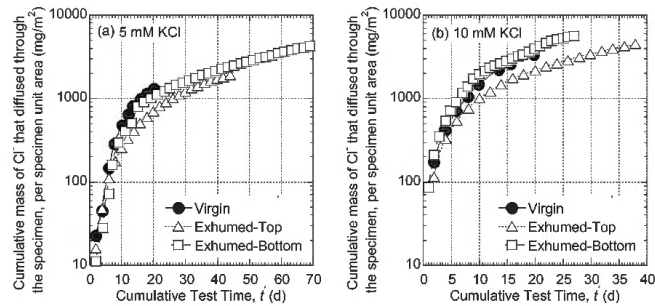 (a) 5 mM KCl
Cumulative mass of Cl⁻ that diffused through
the specimen, per specimen unit area (mg/m²)
10000
1000
100
10
Virgin
Exhumed-Top
Exhumed-Bottom
0 10 20 30 40 50 60 70
Cumulative Test Time, t (d)
(b) 10 mM KCl
Cumulative mass of Cl⁻ that diffused through
the specimen, per specimen unit area (mg/m²)
10000
1000
100
10
Virgin
Exhumed-Top
Exhumed-Bottom
0 5 10 15 20 25 30 35 40
Cumulative Test Time, t (d)